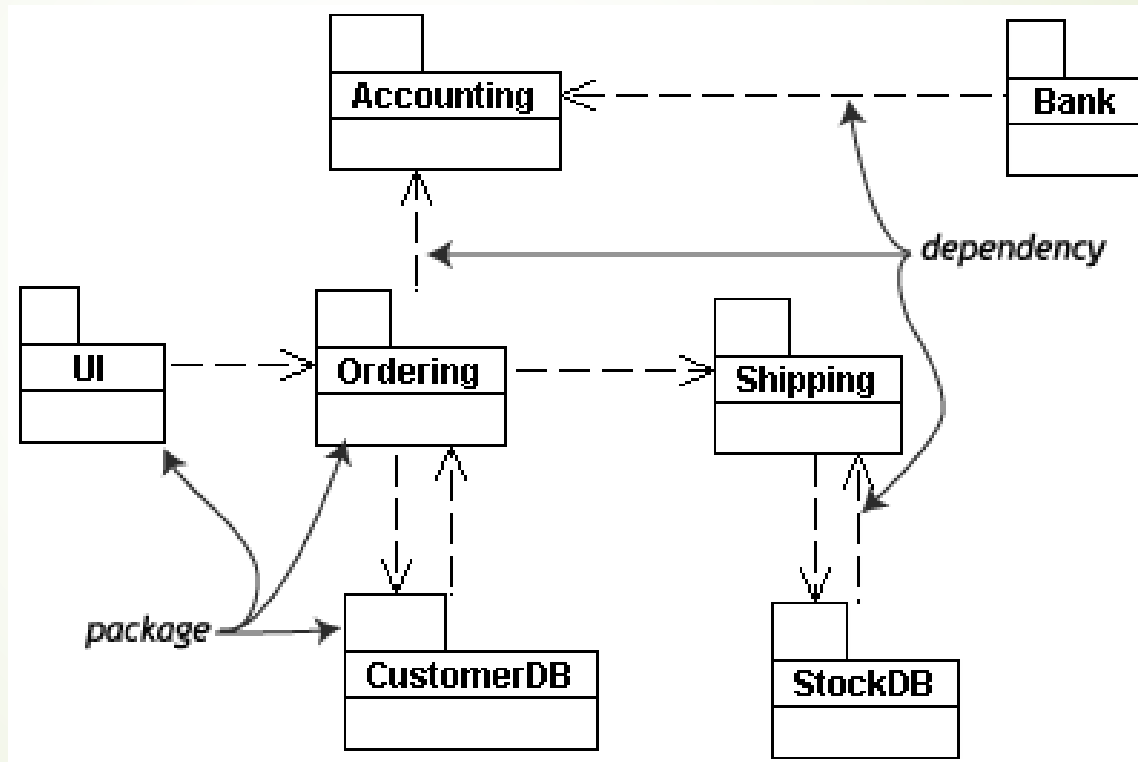 Accounting
Bank
dependency
UI
Ordering
Shipping
package
CustomerDB
StockDB